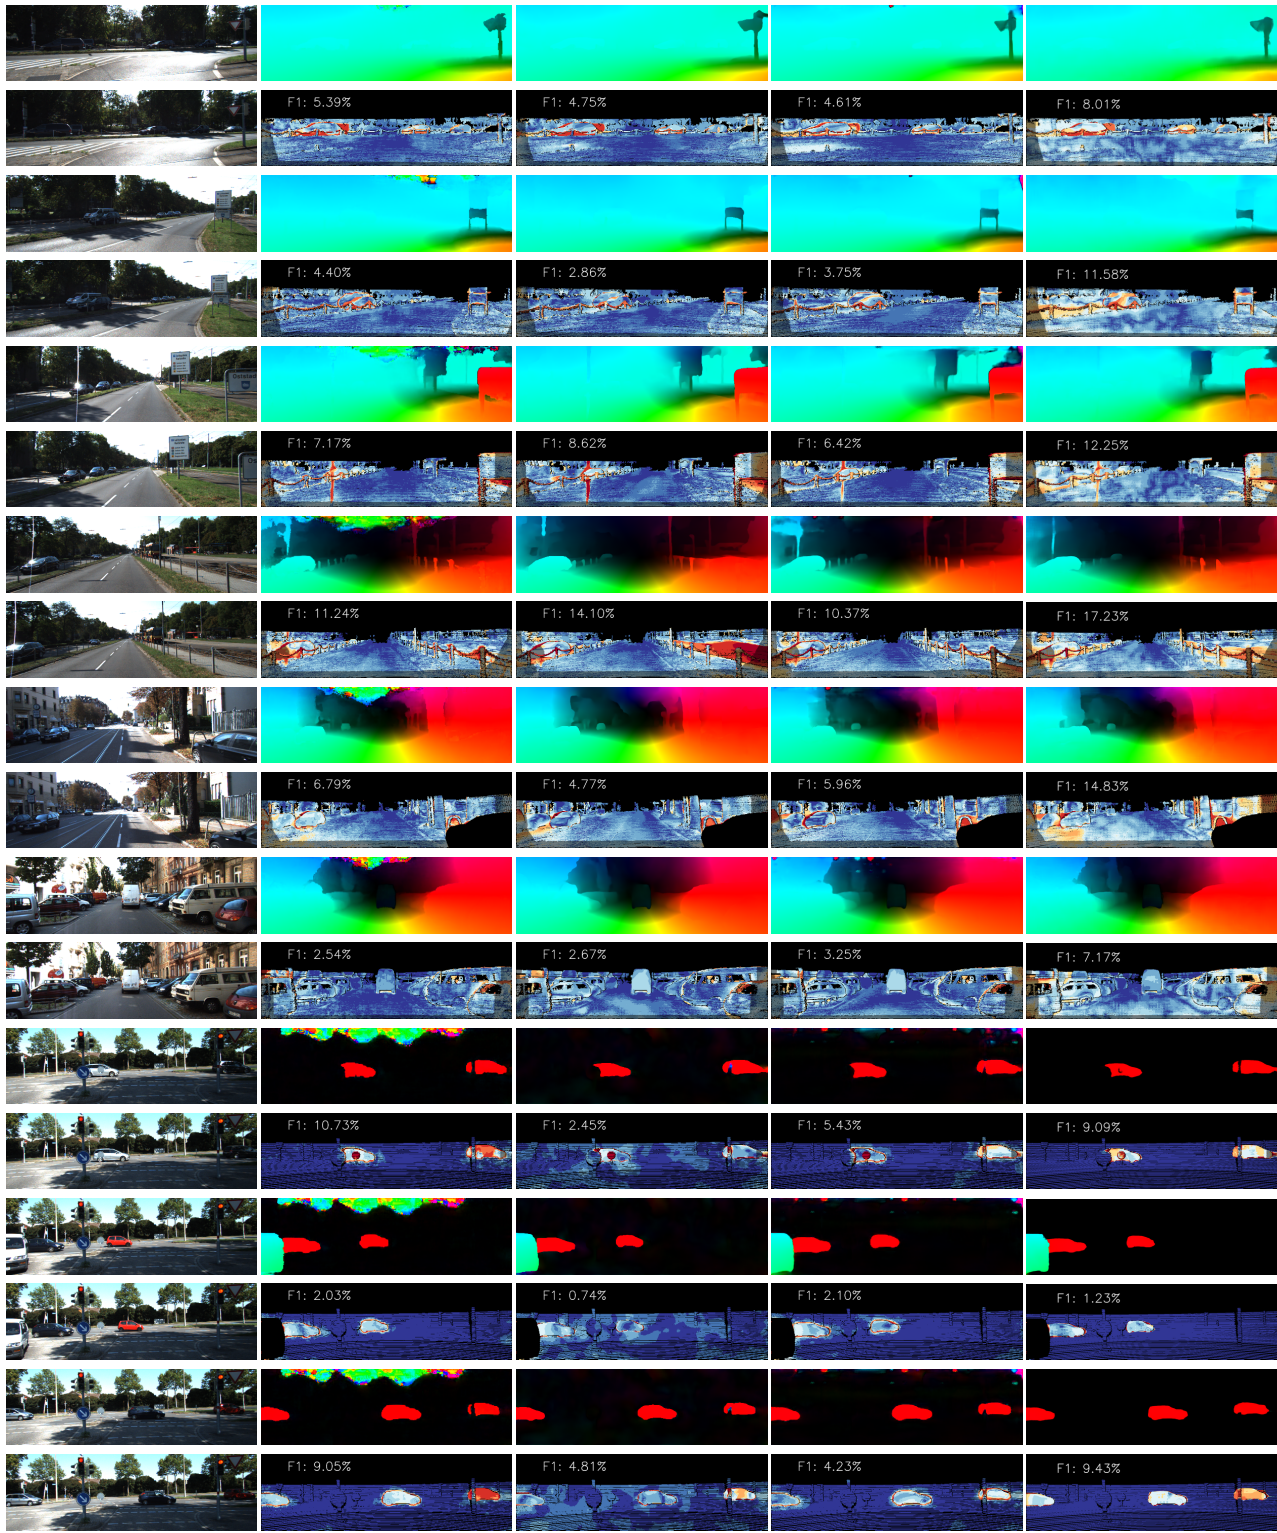 F1: 5.39% F1: 4.75% F1: 4.61% F1: 8.01%
F1: 4.40% F1: 2.86% F1: 3.75% F1: 11.58%
F1: 7.17% F1: 8.62% F1: 6.42% F1: 12.25%
F1: 11.24% F1: 14.10% F1: 10.37% F1: 17.23%
F1: 6.79% F1: 4.77% F1: 5.96% F1: 14.83%
F1: 2.54% F1: 2.67% F1: 3.25% F1: 7.17%
F1: 10.73% F1: 2.45% F1: 5.43% F1: 9.09%
F1: 2.03% F1: 0.74% F1: 2.10% F1: 1.23%
F1: 9.05% F1: 4.81% F1: 4.23% F1: 9.43%